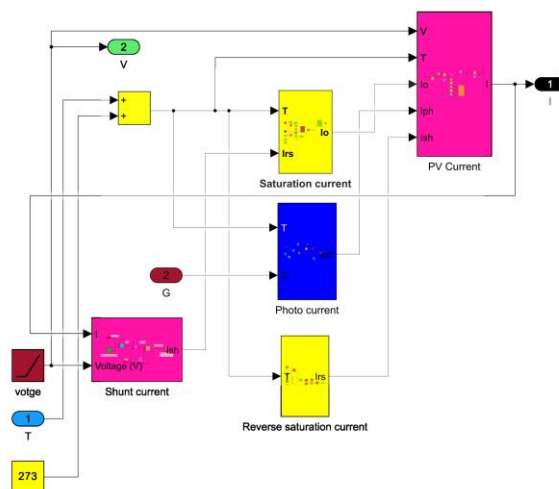 V
2
V
T
Io
I
1
I
Iph
Ish
PV Current
+
+
T
Io
Irs
Saturation current
T
Iph
G
2
G
Photo current
I
Ish
Voltage (V)
Shunt current
votge
1
T
273
T
Irs
Reverse saturation current